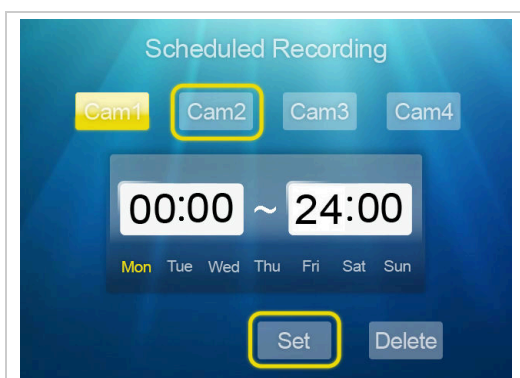 Scheduled Recording
Cam1 Cam2 Cam3 Cam4
00:00 ~ 24:00
Mon Tue Wed Thu Fri Sat Sun
Set Delete